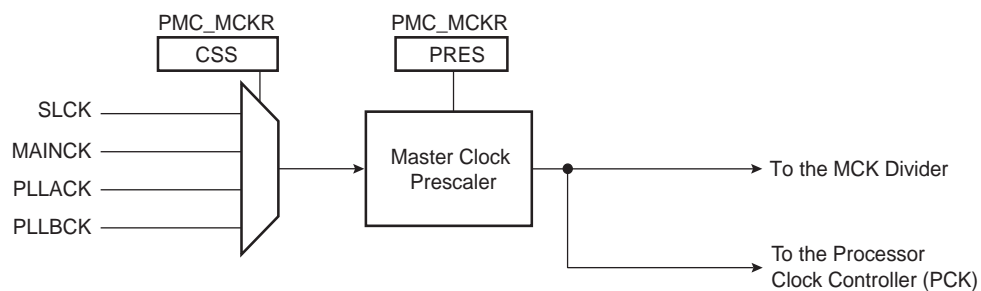 PMC_MCKR
PMC_MCKR
CSS
PRES
SLCK
MAINCK
PLLACK
PLLBCK
Master Clock
Prescaler
To the MCK Divider
To the Processor
Clock Controller (PCK)